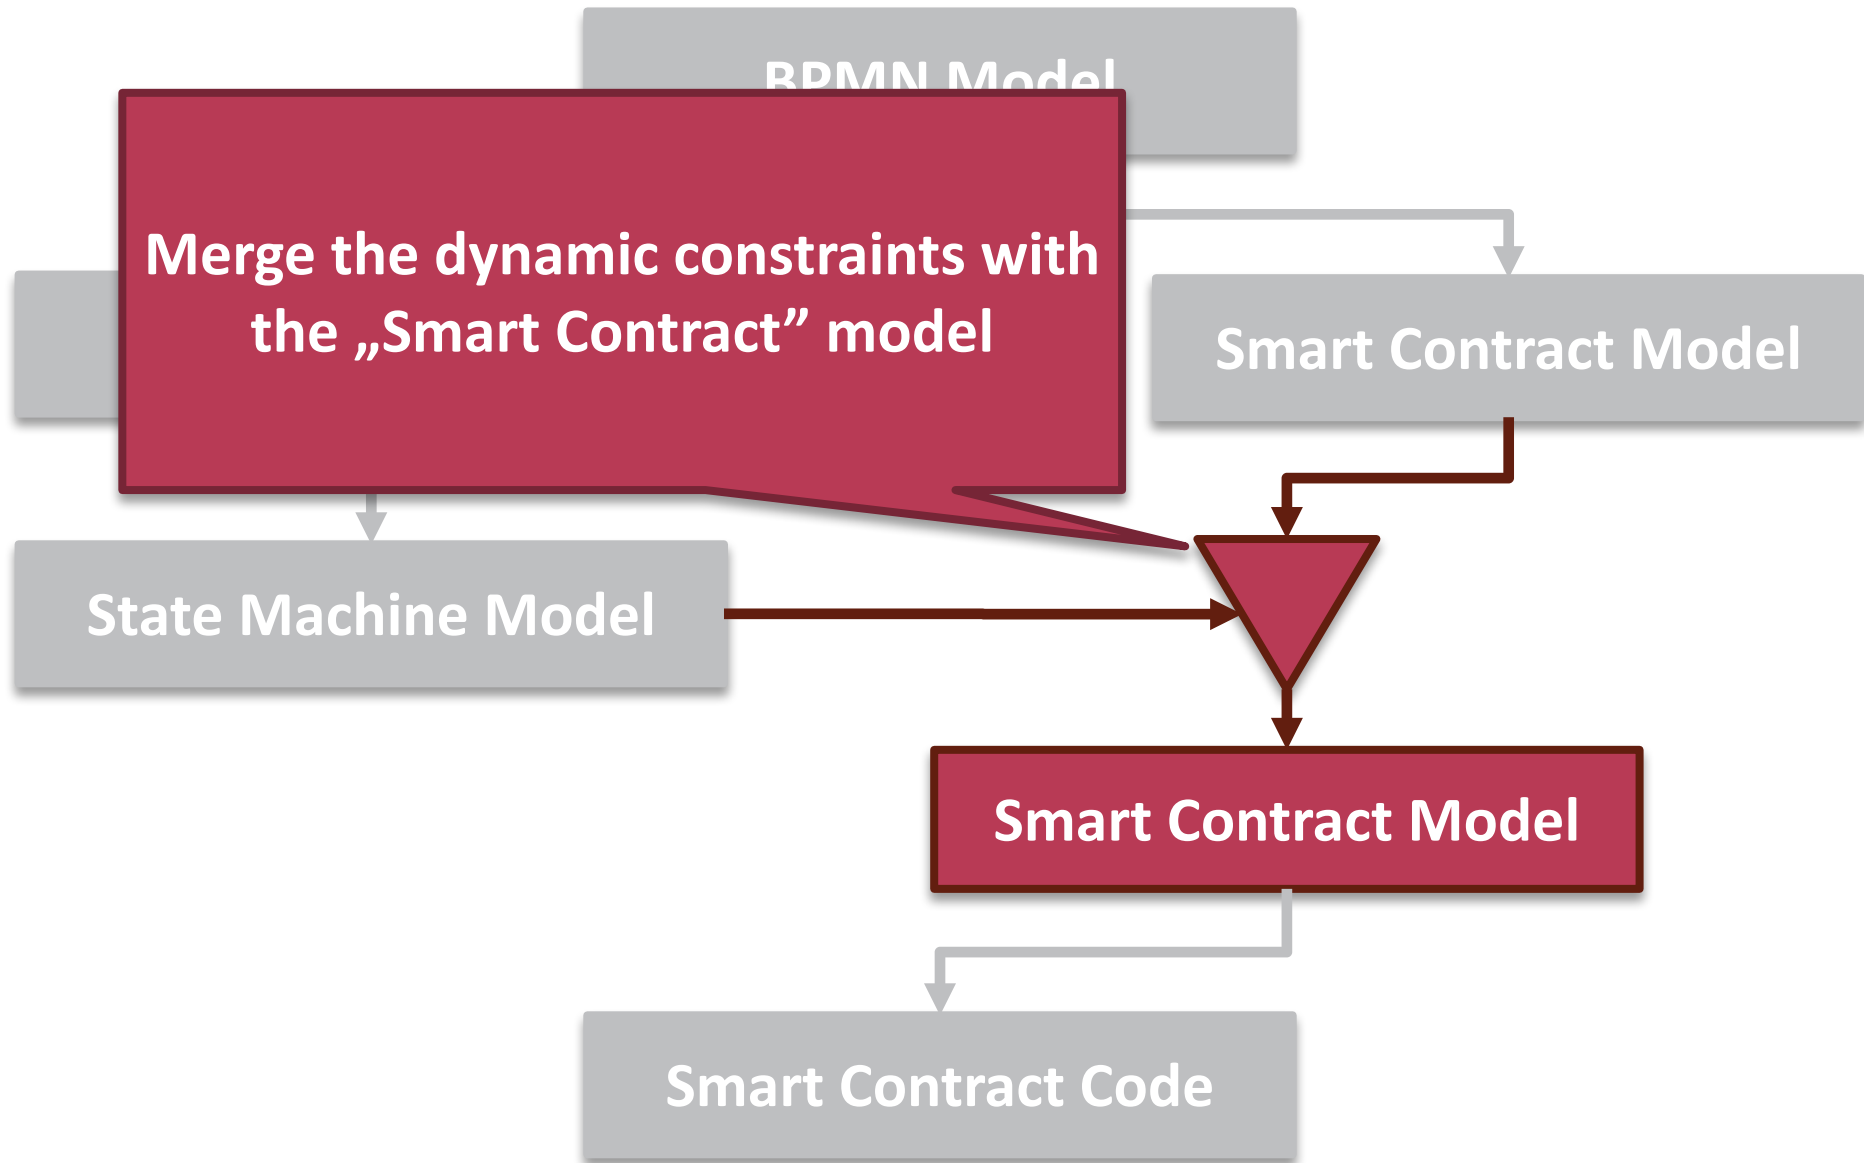 BPMN Model
Merge the dynamic constraints with
the „Smart Contract” model
Smart Contract Model
State Machine Model
Smart Contract Model
Smart Contract Code